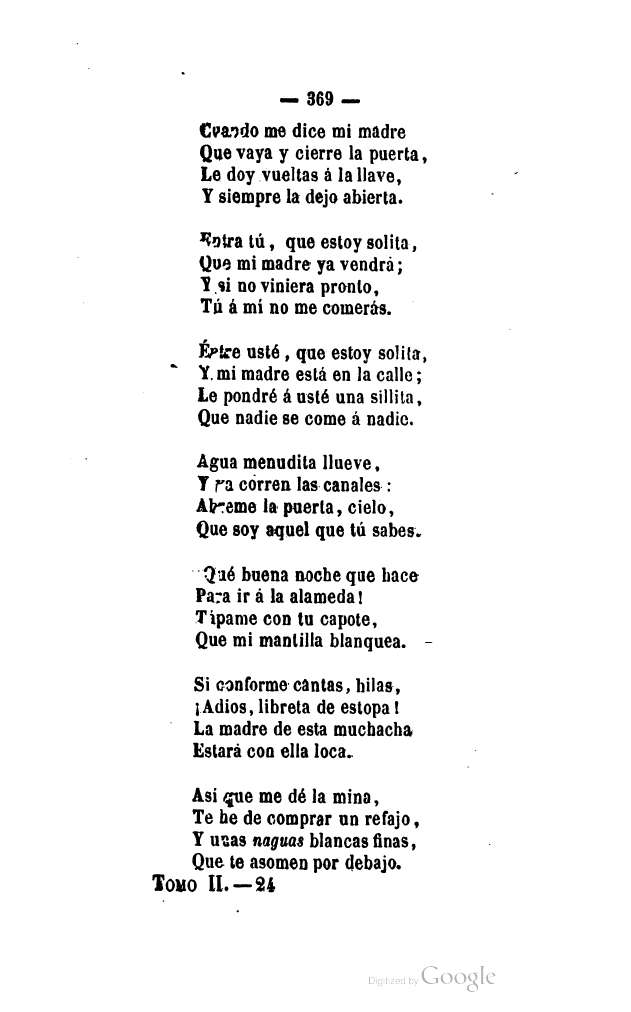 — 369 —
Cuando me dice mi madre
Que vaya y cierre la puerta,
Le doy vueltas á la llave,
Y siempre la dejo abierta.
Entra tú, que estoy solita,
Que mi madre ya vendrá;
Y si no viniera pronto,
Tú á mí no me comerás.
Éntre usté, que estoy solita,
Y mi madre está en la calle;
Le pondré á usté una sillita,
Que nadie se come á nadie.
Agua menudita llueve,
Y ya corren las canales:
Abreme la puerta, cielo,
Que soy aquel que tú sabes.
Qué buena noche que hace
Para ir á la alameda!
Tápame con tu capote,
Que mi mantilla blanquea.
Si conforme cantas, hilas,
¡Adios, libreta de estopa!
La madre de esta muchacha
Estará con ella loca.
Asi que me dé la mina,
Te he de comprar un refajo,
Y unas naguas blancas finas,
Que te asomen por debajo.
TOMO II.—24
Digitized by Google